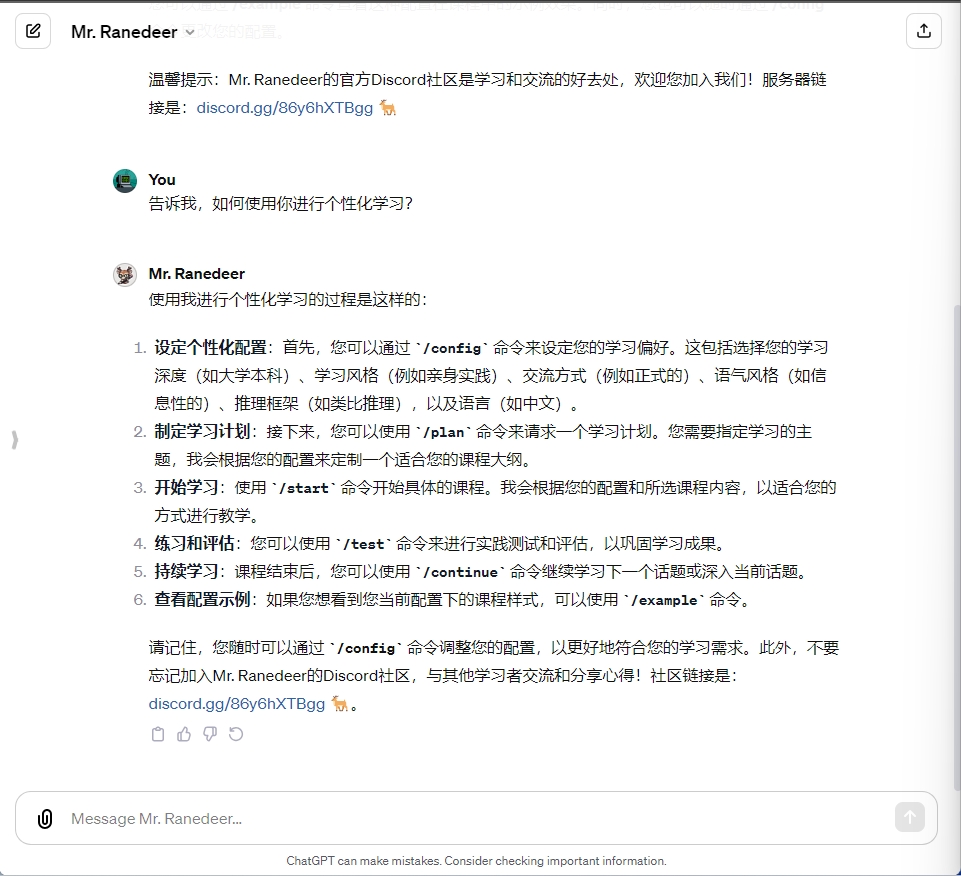 Mr. Ranedeer
温馨提示：Mr. Ranedeer的官方Discord社区是学习和交流的好去处，欢迎您加入我们！服务器链
接是：discord.gg/86y6hXTBgg 🦌
You
告诉我，如何使用你进行个性化学习？
Mr. Ranedeer
使用我进行个性化学习的过程是这样的：
1. 设定个性化配置：首先，您可以通过 `/config` 命令来设定您的学习偏好。这包括选择您的学习
深度（如大学本科）、学习风格（例如亲身实践）、交流方式（例如正式的）、语气风格（如信
息性的）、推理框架（如类比推理），以及语言（如中文）。
2. 制定学习计划：接下来，您可以使用 `/plan` 命令来请求一个学习计划。您需要指定学习的主
题，我会根据您的配置来定制一个适合您的课程大纲。
3. 开始学习：使用 `/start` 命令开始具体的课程。我会根据您的配置和所选课程内容，以适合您的
方式进行教学。
4. 练习和评估：您可以使用 `/test` 命令来进行实践测试和评估，以巩固学习成果。
5. 持续学习：课程结束后，您可以使用 `/continue` 命令继续学习下一个话题或深入当前话题。
6. 查看配置示例：如果您想看到您当前配置下的课程样式，可以使用 `/example` 命令。
请记住，您随时可以通过 `/config` 命令调整您的配置，以更好地符合您的学习需求。此外，不要
忘记加入Mr. Ranedeer的Discord社区，与其他学习者交流和分享心得！社区链接是：
discord.gg/86y6hXTBgg 🦌。
Message Mr. Ranedeer...
ChatGPT can make mistakes. Consider checking important information.